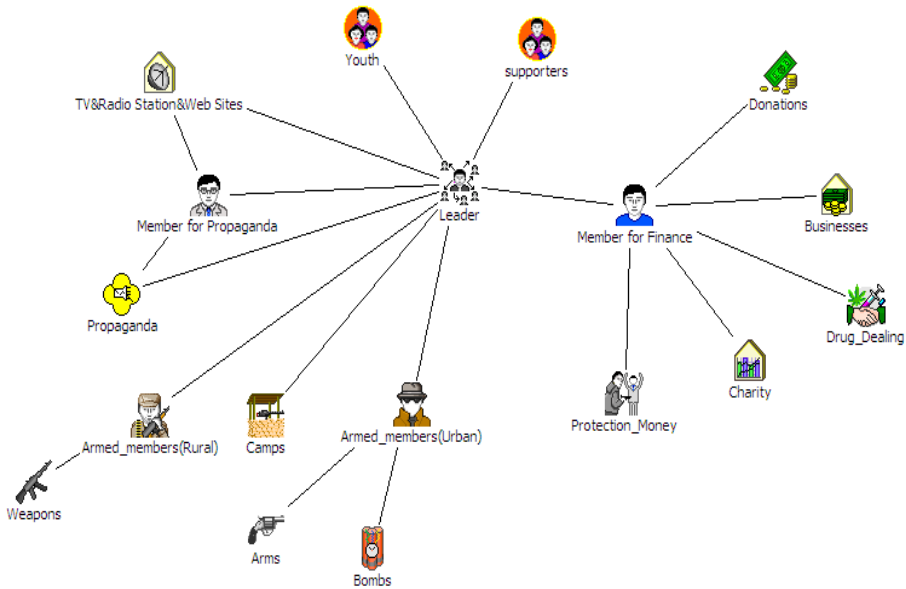 Youth
supporters
TV&Radio Station&Web Sites
Donations
Leader
Member for Propaganda
Member for Finance
Businesses
Propaganda
Drug_Dealing
Charity
Protection_Money
Armed_members(Rural)
Camps
Armed_members(Urban)
Weapons
Arms
Bombs